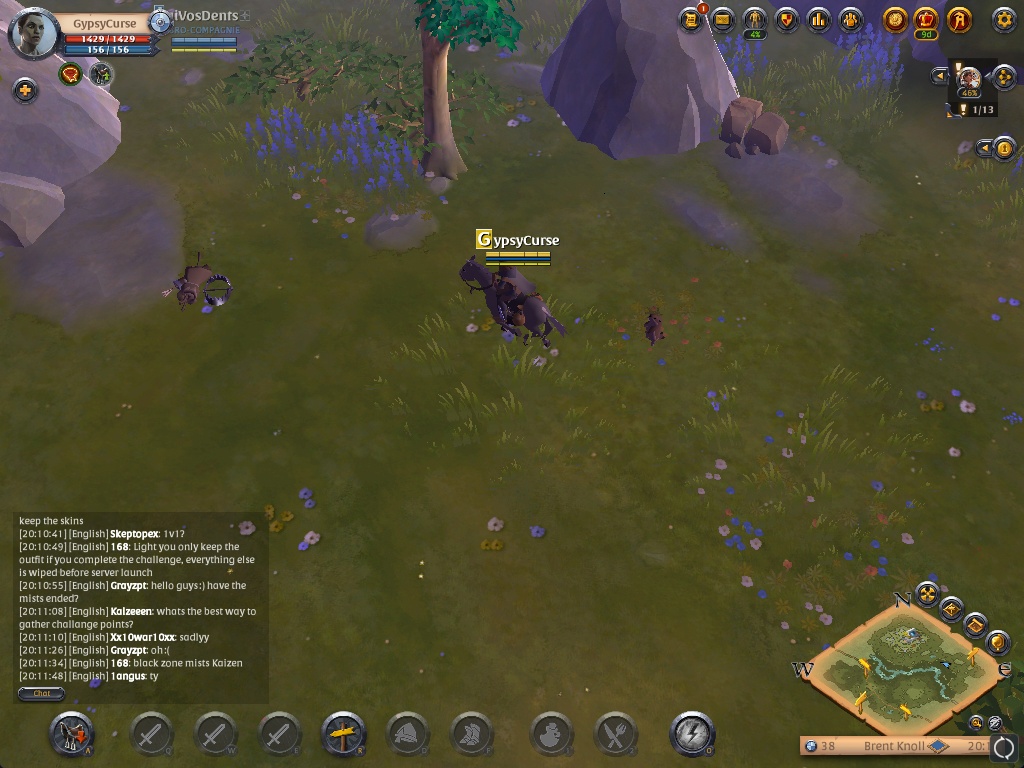 GypsyCurse
1429 / 1429
156 / 156
iVosDents
RD COMPAGNIE
1
4%
9d
46%
1/13
GypsyCurse
keep the skins
[20:10:41] [English] Skeptopex: 1v1?
[20:10:49] [English] 168: Light you only keep the
outfit if you complete the challenge, everything else
is wiped before server launch
[20:10:55] [English] Grayzpt: hello guys:) have the
mists ended?
[20:11:08] [English] Kaizeeen: whats the best way to
gather challange points?
[20:11:10] [English] Xx10war10xx: sadlyy
[20:11:26] [English] Grayzpt: oh:(
[20:11:34] [English] 168: black zone mists Kaizen
[20:11:48] [English] 1angus: ty
Chat
A
Q
W
E
R
D
F
N
W
E
38
Brent Knoll
20: